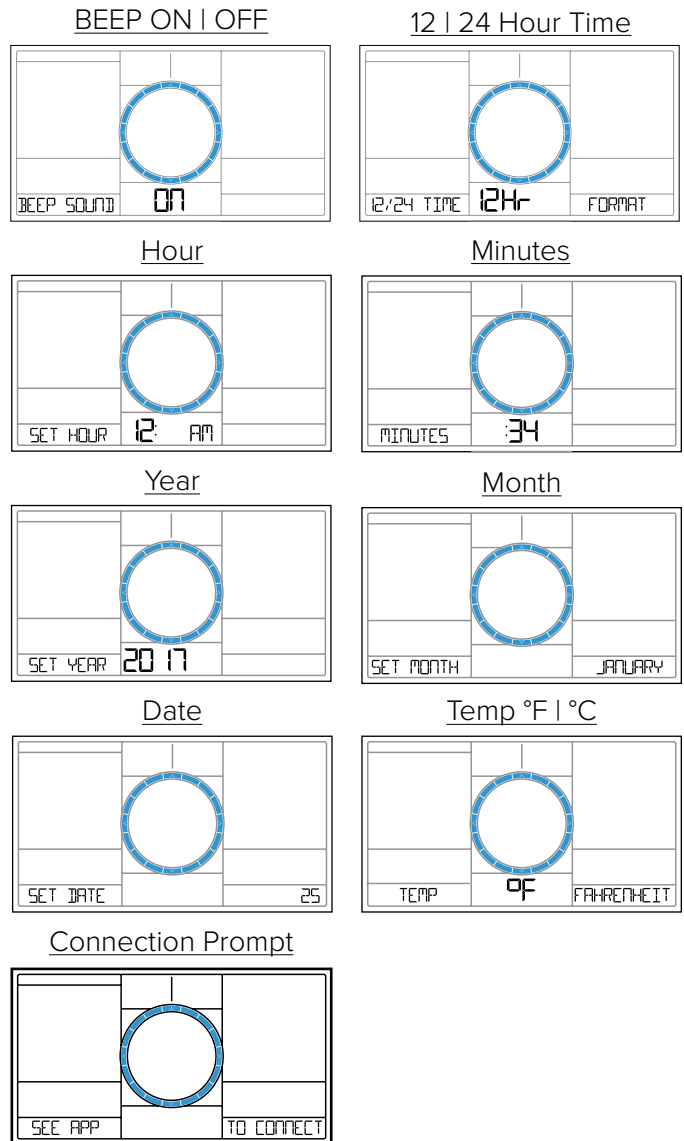 BEEP ON | OFF
BEEP SOUND ON
12 | 24 Hour Time
12/24 TIME 12Hr FORMAT
Hour
SET HOUR 12: AM
Minutes
MINUTES :34
Year
SET YEAR 2017
Month
SET MONTH JANUARY
Date
SET DATE 25
Temp °F | °C
TEMP °F FAHRENHEIT
Connection Prompt
SEE APP TO CONNECT